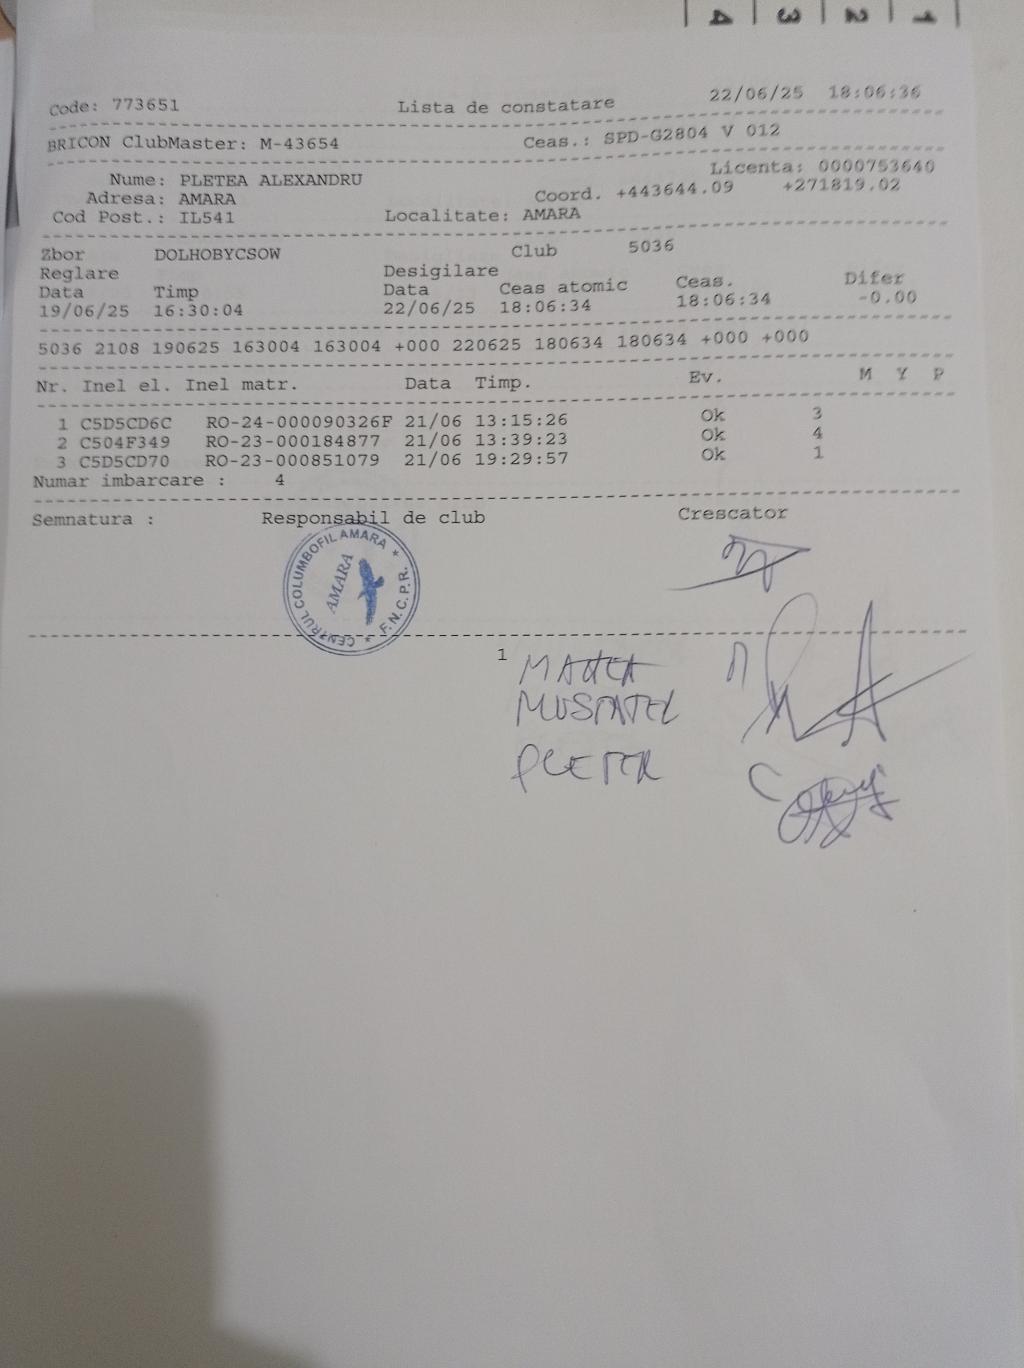 1 2 3 4
Code: 773651 Lista de constatare 22/06/25 18:06:36
BRICON ClubMaster: M-43654 Ceas.: SPD-G2804 V 012
Licenta: 0000753640
Nume: PLETEA ALEXANDRU
Adresa: AMARA Coord. +443644.09 +271819.02
Cod Post.: IL541 Localitate: AMARA
Zbor DOLHOBYCSOW Club 5036
Reglare Desigilare
Data Timp Data Ceas atomic Ceas. Difer
19/06/25 16:30:04 22/06/25 18:06:34 18:06:34 -0.00
5036 2108 190625 163004 163004 +000 220625 180634 180634 +000 +000
Nr. Inel el. Inel matr. Data Timp. Ev. M Y P
1 C5D5CD6C RO-24-000090326F 21/06 13:15:26 Ok 3
2 C504F349 RO-23-000184877 21/06 13:39:23 Ok 4
3 C5D5CD70 RO-23-000851079 21/06 19:29:57 Ok 1
Numar imbarcare : 4
Semnatura : Responsabil de club Crescator
CENTRUL COLUMBOFIL AMARA * F.N.C.P.R. *
AMARA
1
MANEA
MUSTATEL
PLETEA